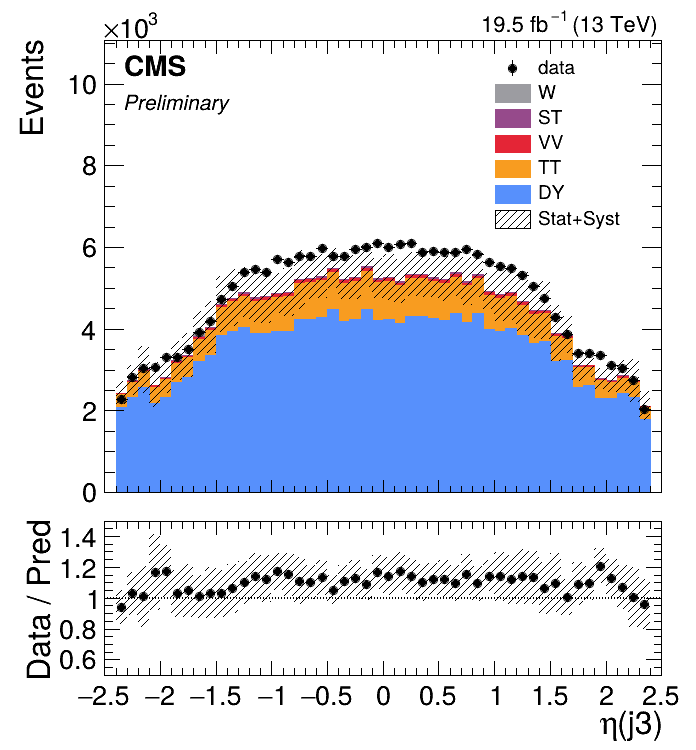 ×10³
19.5 fb⁻¹ (13 TeV)
Events
CMS
Preliminary
data
W
ST
VV
TT
DY
Stat+Syst
10
8
6
4
2
0
Data / Pred
1.4
1.2
1
0.8
0.6
−2.5 −2 −1.5 −1 −0.5 0 0.5 1 1.5 2 2.5
η(j3)